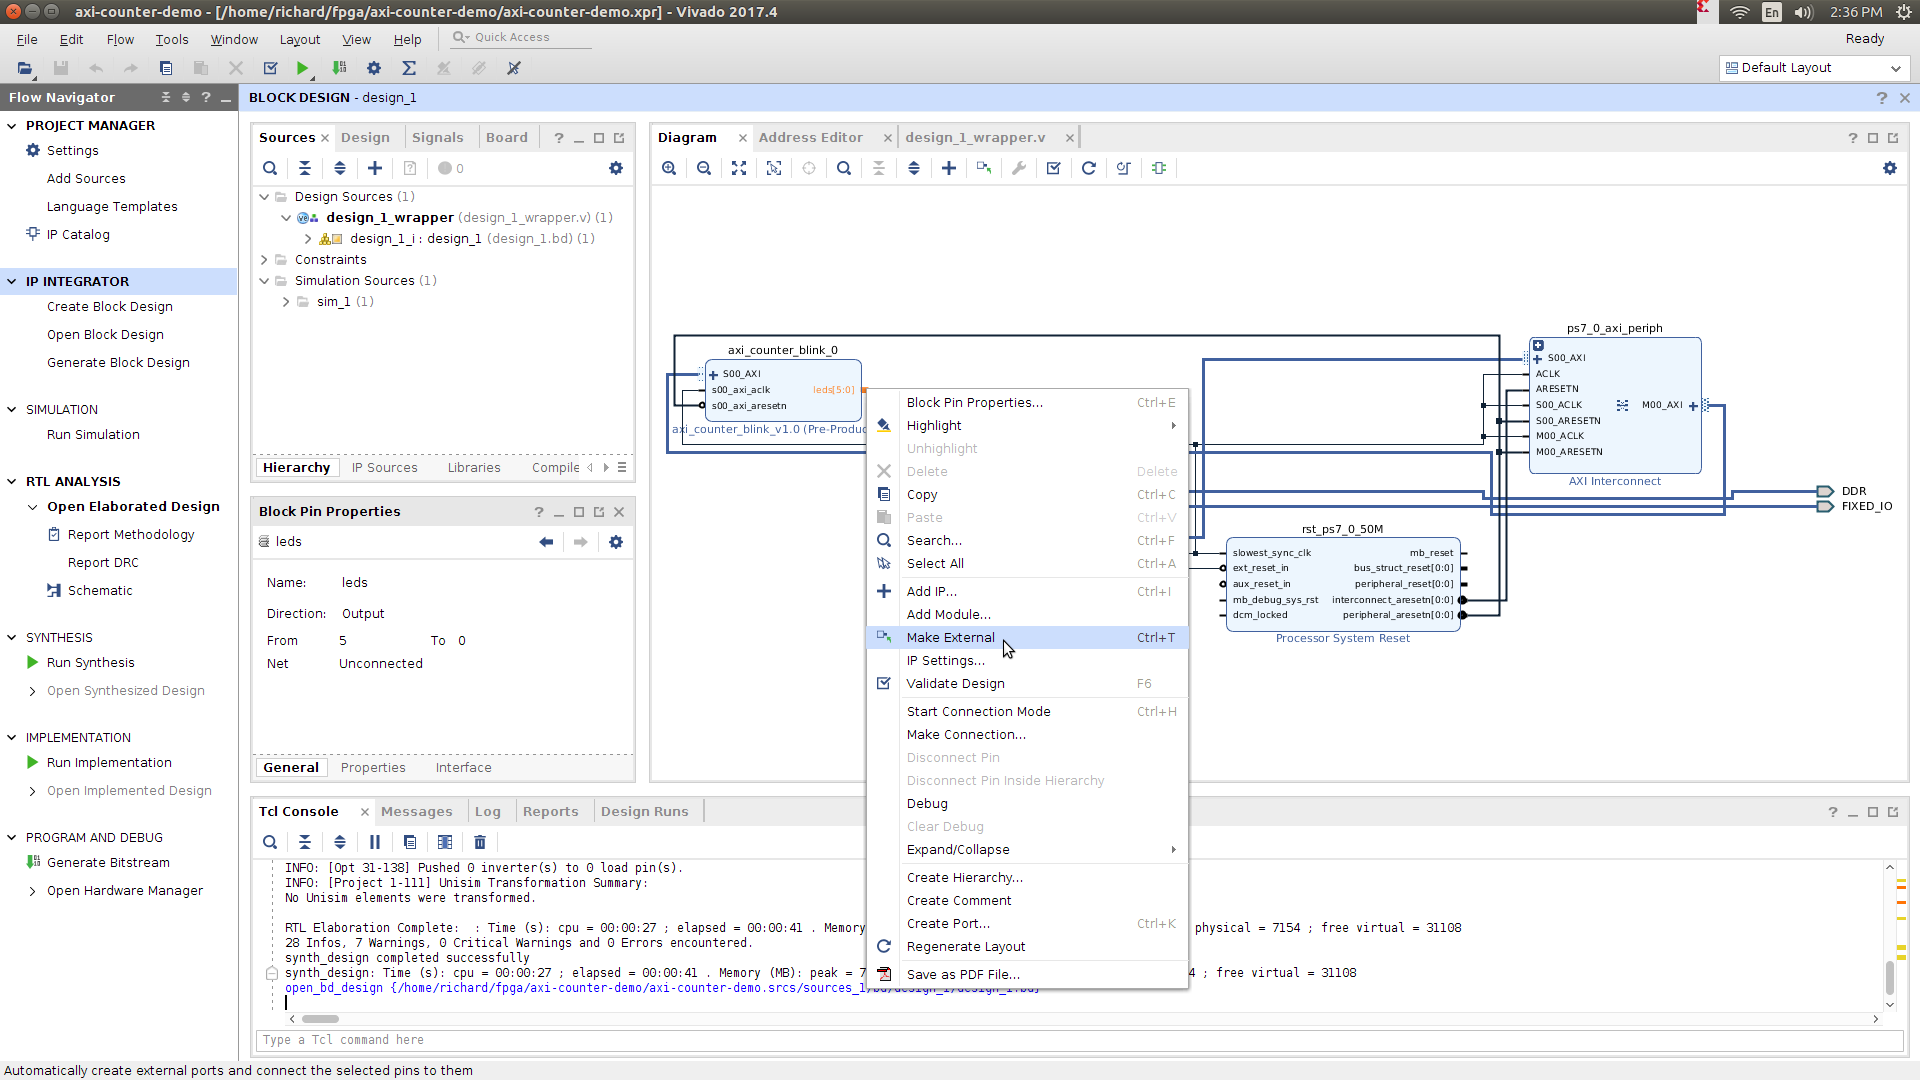 axi-counter-demo - [/home/richard/fpga/axi-counter-demo/axi-counter-demo.xpr] - Vivado 2017.4
En
2:36 PM
File Edit Flow Tools Window Layout View Help
Quick Access
Ready
Default Layout
Flow Navigator
PROJECT MANAGER
Settings
Add Sources
Language Templates
IP Catalog
IP INTEGRATOR
Create Block Design
Open Block Design
Generate Block Design
SIMULATION
Run Simulation
RTL ANALYSIS
Open Elaborated Design
Report Methodology
Report DRC
Schematic
SYNTHESIS
Run Synthesis
Open Synthesized Design
IMPLEMENTATION
Run Implementation
Open Implemented Design
PROGRAM AND DEBUG
Generate Bitstream
Open Hardware Manager
BLOCK DESIGN - design_1
Sources Design Signals Board
0
Design Sources (1)
design_1_wrapper (design_1_wrapper.v) (1)
design_1_i : design_1 (design_1.bd) (1)
Constraints
Simulation Sources (1)
sim_1 (1)
Hierarchy IP Sources Libraries Compile
Block Pin Properties
leds
Name: leds
Direction: Output
From 5 To 0
Net Unconnected
General Properties Interface
Diagram Address Editor design_1_wrapper.v
axi_counter_blink_0
S00_AXI
s00_axi_aclk
s00_axi_aresetn
leds[5:0]
axi_counter_blink_v1.0 (Pre-Produc
ps7_0_axi_periph
S00_AXI
ACLK
ARESETN
S00_ACLK
S00_ARESETN
M00_ACLK
M00_ARESETN
M00_AXI
AXI Interconnect
DDR
FIXED_IO
rst_ps7_0_50M
slowest_sync_clk
ext_reset_in
aux_reset_in
mb_debug_sys_rst
dcm_locked
mb_reset
bus_struct_reset[0:0]
peripheral_reset[0:0]
interconnect_aresetn[0:0]
peripheral_aresetn[0:0]
Processor System Reset
Block Pin Properties... Ctrl+E
Highlight
Unhighlight
Delete Delete
Copy Ctrl+C
Paste Ctrl+V
Search... Ctrl+F
Select All Ctrl+A
Add IP... Ctrl+I
Add Module...
Make External Ctrl+T
IP Settings...
Validate Design F6
Start Connection Mode Ctrl+H
Make Connection...
Disconnect Pin
Disconnect Pin Inside Hierarchy
Debug
Clear Debug
Expand/Collapse
Create Hierarchy...
Create Comment
Create Port... Ctrl+K
Regenerate Layout
Save as PDF File...
Tcl Console Messages Log Reports Design Runs
INFO: [Opt 31-138] Pushed 0 inverter(s) to 0 load pin(s).
INFO: [Project 1-111] Unisim Transformation Summary:
No Unisim elements were transformed.
RTL Elaboration Complete: : Time (s): cpu = 00:00:27 ; elapsed = 00:00:41 . Memory physical = 7154 ; free virtual = 31108
28 Infos, 7 Warnings, 0 Critical Warnings and 0 Errors encountered.
synth_design completed successfully
synth_design: Time (s): cpu = 00:00:27 ; elapsed = 00:00:41 . Memory (MB): peak = 7 4 ; free virtual = 31108
open_bd_design {/home/richard/fpga/axi-counter-demo/axi-counter-demo.srcs/sources_1/bd/design_1/design_1.bd}
Type a Tcl command here
Automatically create external ports and connect the selected pins to them